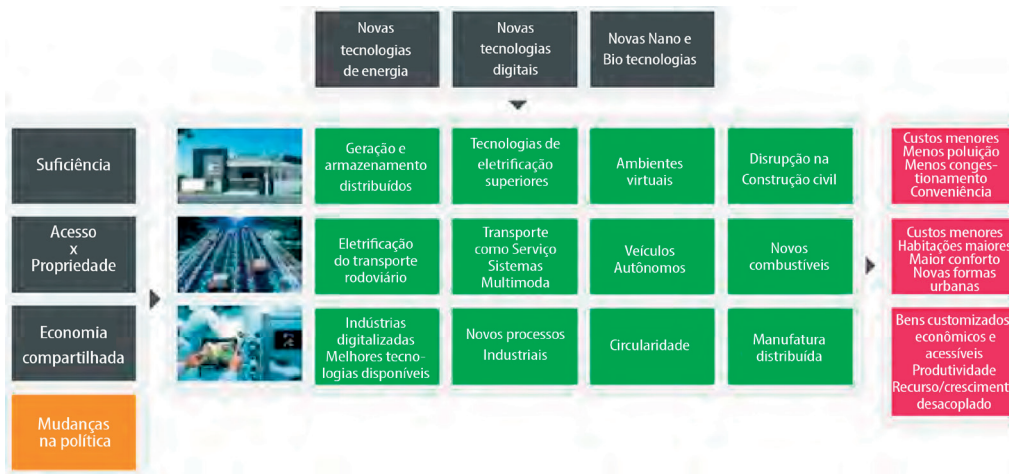 Novas
tecnologias
de energia
Novas
tecnologias
digitais
Novas Nano e
Bio tecnologias
Suficiência
Geração e
armazenamento
distribuídos
Tecnologias de
eletrificação
superiores
Ambientes
virtuais
Disrupção na
Construção civil
Custos menores
Menos poluição
Menos conges-
tionamento
Conveniência
Acesso
x
Propriedade
Eletrificação
do transporte
rodoviário
Transporte
como Serviço
Sistemas
Multimoda
Veículos
Autônomos
Novos
combustíveis
Custos menores
Habitações maiores
Maior conforto
Novas formas
urbanas
Economia
compartilhada
Indústrias
digitalizadas
Melhores tecno-
logias disponíveis
Novos processos
Industriais
Circularidade
Manufatura
distribuída
Bens customizados
econômicos e
acessíveis
Produtividade
Recurso/cresciment
desacoplado
Mudanças
na política